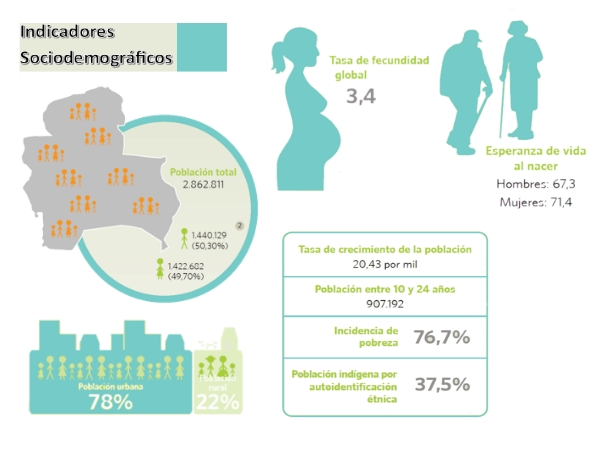 Indicadores
Sociodemográficos
Tasa de fecundidad
global
3,4
Esperanza de vida
al nacer
Hombres: 67,3
Mujeres: 71,4
Población total
2.862.811
2
1.440.129
(50,30%)
1.422.682
(49,70%)
Tasa de crecimiento de la población
20,43 por mil
Población entre 10 y 24 años
907.192
Incidencia de
pobreza
76,7%
Población indígena por
autoidentificación
étnica
37,5%
Población urbana
78%
Población
rural
22%